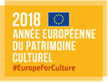 2018
ANNÉE EUROPÉENNE
DU PATRIMOINE
CULTUREL
#EuropeForCulture